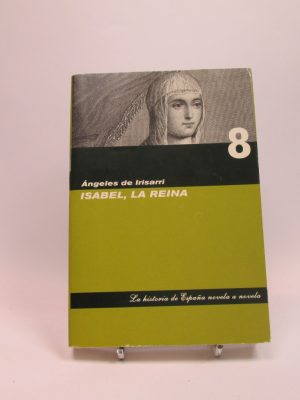 8
Ángeles de Irisarri
ISABEL, LA REINA
La historia de España novela a novela